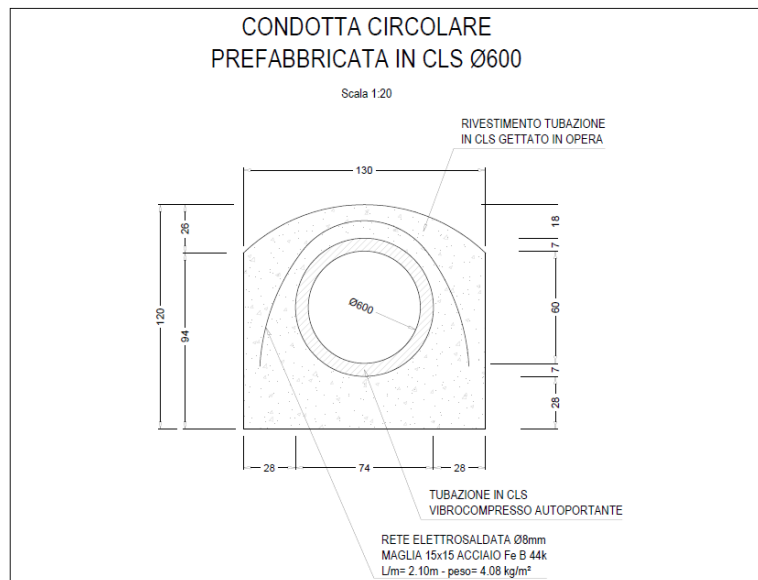 CONDOTTA CIRCOLARE
PREFABBRICATA IN CLS Ø600
Scala 1:20
RIVESTIMENTO TUBAZIONE
IN CLS GETTATO IN OPERA
130
26
18
7
Ø600
60
120
94
7
28
28
74
28
TUBAZIONE IN CLS
VIBROCOMPRESSO AUTOPORTANTE
RETE ELETTROSALDATA Ø8mm
MAGLIA 15x15 ACCIAIO Fe B 44k
L/m= 2.10m - peso= 4.08 kg/m²